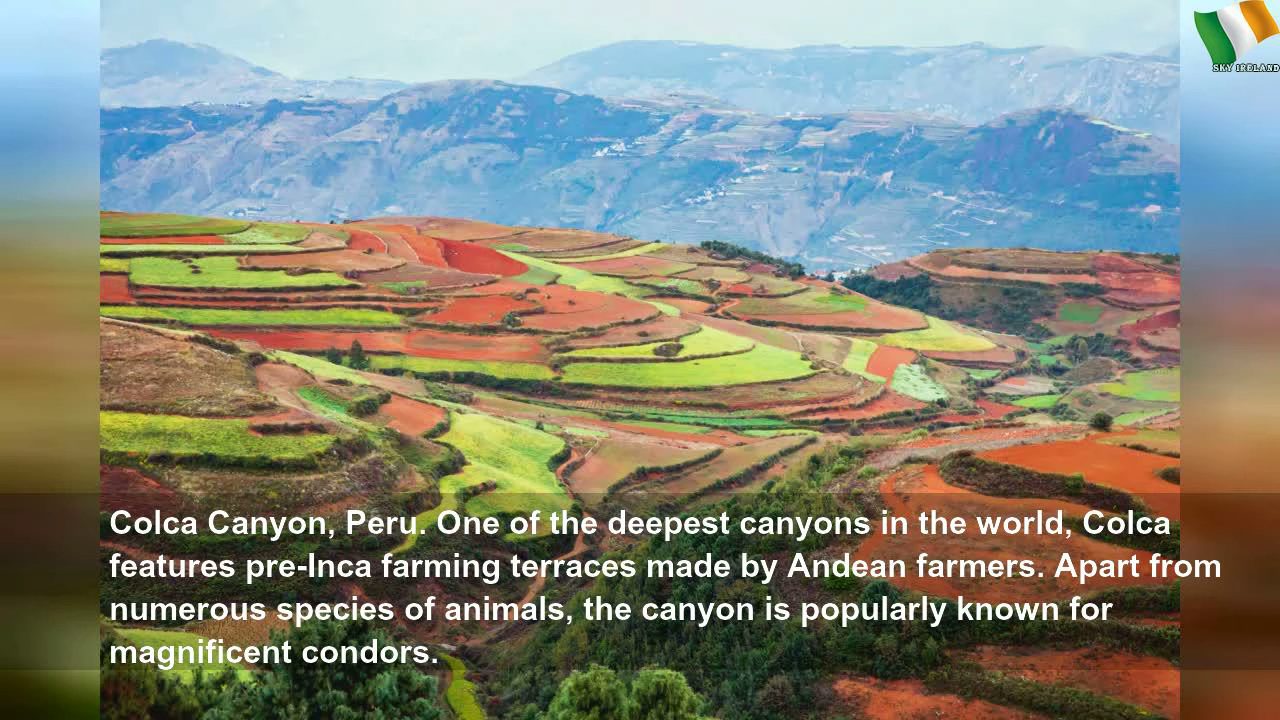 SKY IRELAND
Colca Canyon, Peru. One of the deepest canyons in the world, Colca
features pre-Inca farming terraces made by Andean farmers. Apart from
numerous species of animals, the canyon is popularly known for
magnificent condors.